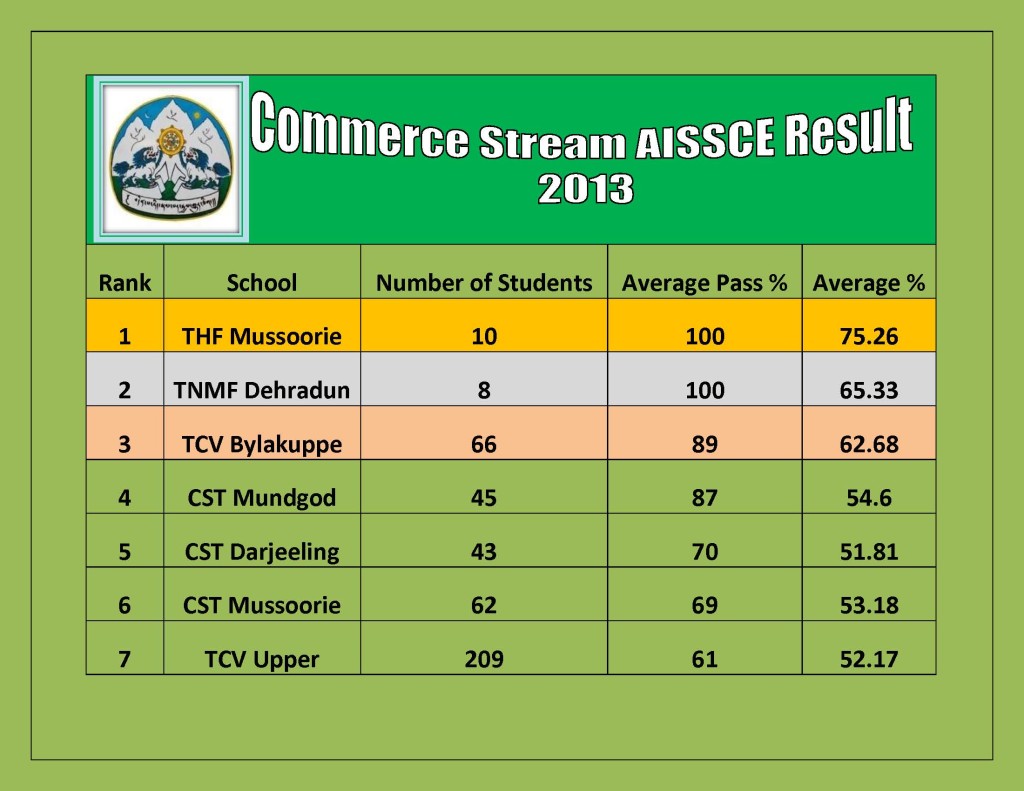 Commerce Stream AISSCE Result
2013
Rank School Number of Students Average Pass % Average %
1 THF Mussoorie 10 100 75.26
2 TNMF Dehradun 8 100 65.33
3 TCV Bylakuppe 66 89 62.68
4 CST Mundgod 45 87 54.6
5 CST Darjeeling 43 70 51.81
6 CST Mussoorie 62 69 53.18
7 TCV Upper 209 61 52.17